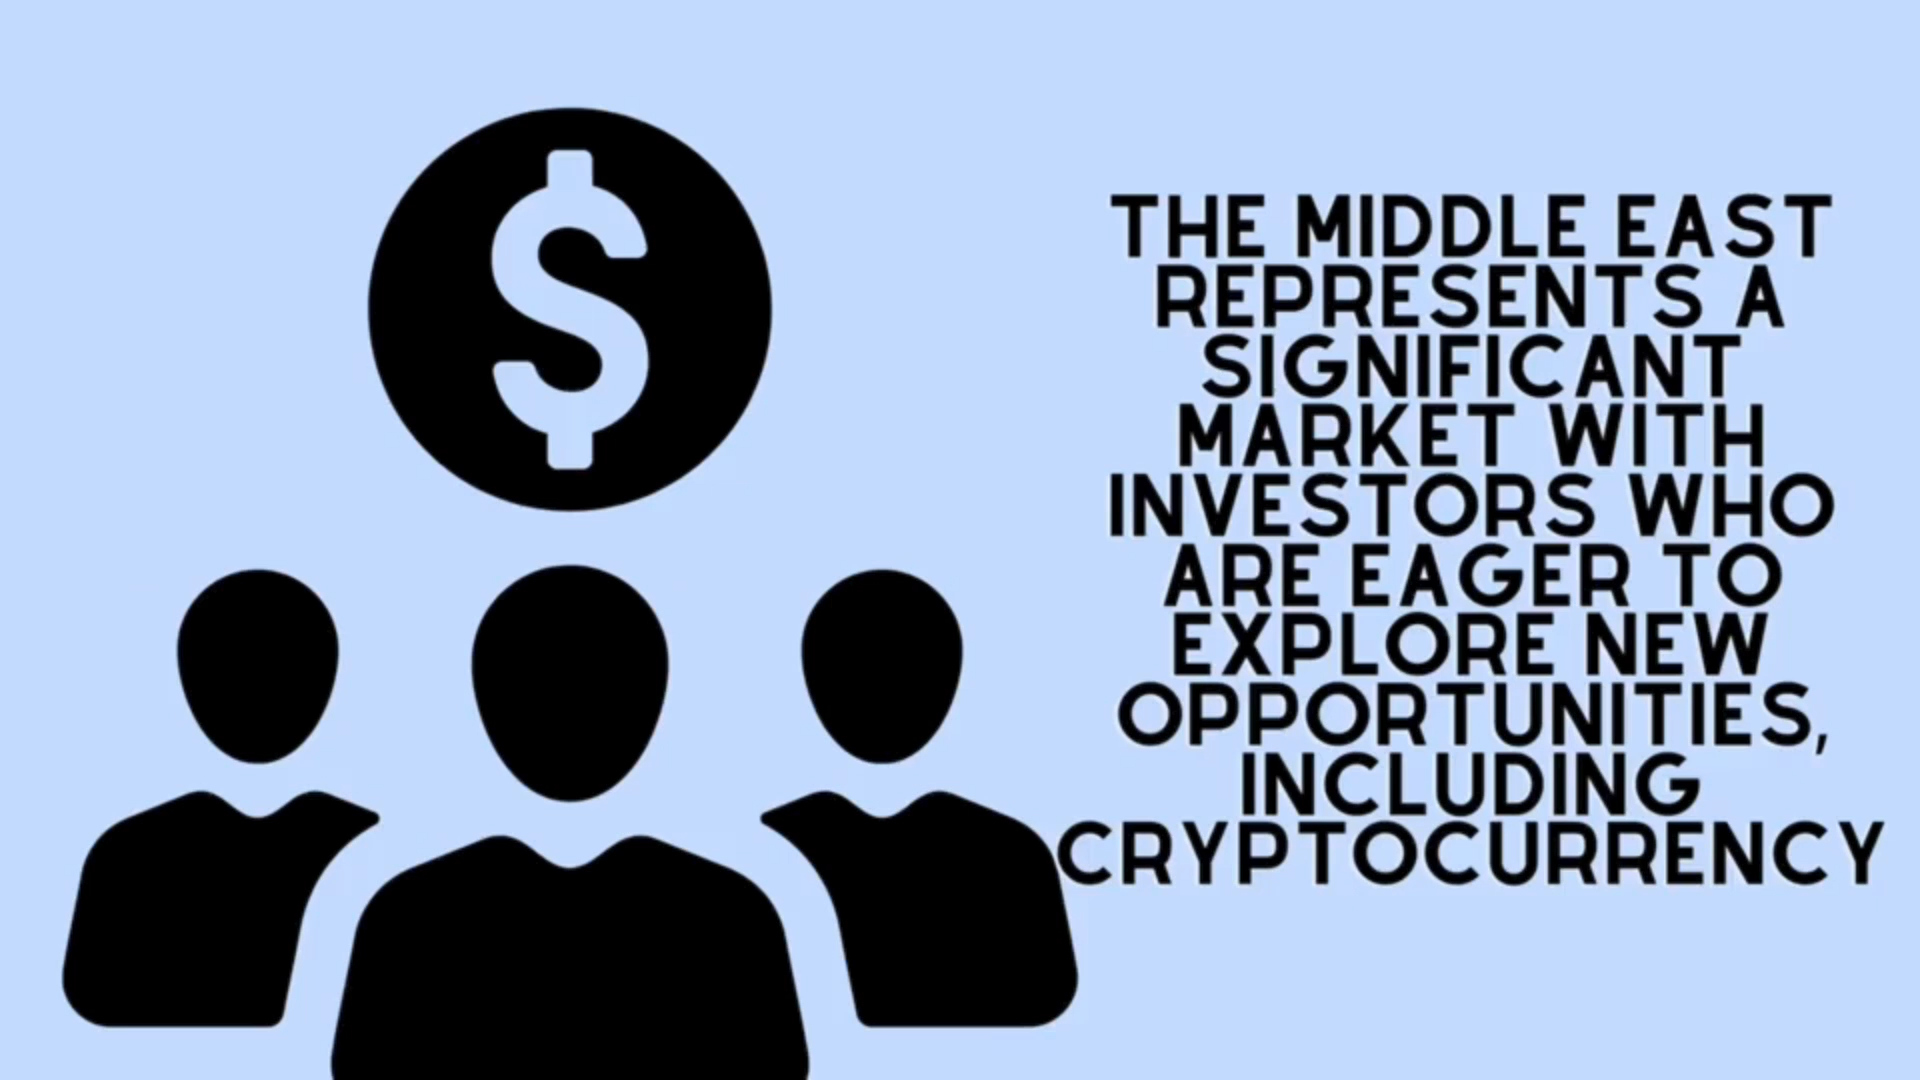 THE MIDDLE EAST
REPRESENTS A
SIGNIFICANT
MARKET WITH
INVESTORS WHO
ARE EAGER TO
EXPLORE NEW
OPPORTUNITIES,
INCLUDING
CRYPTOCURRENCY